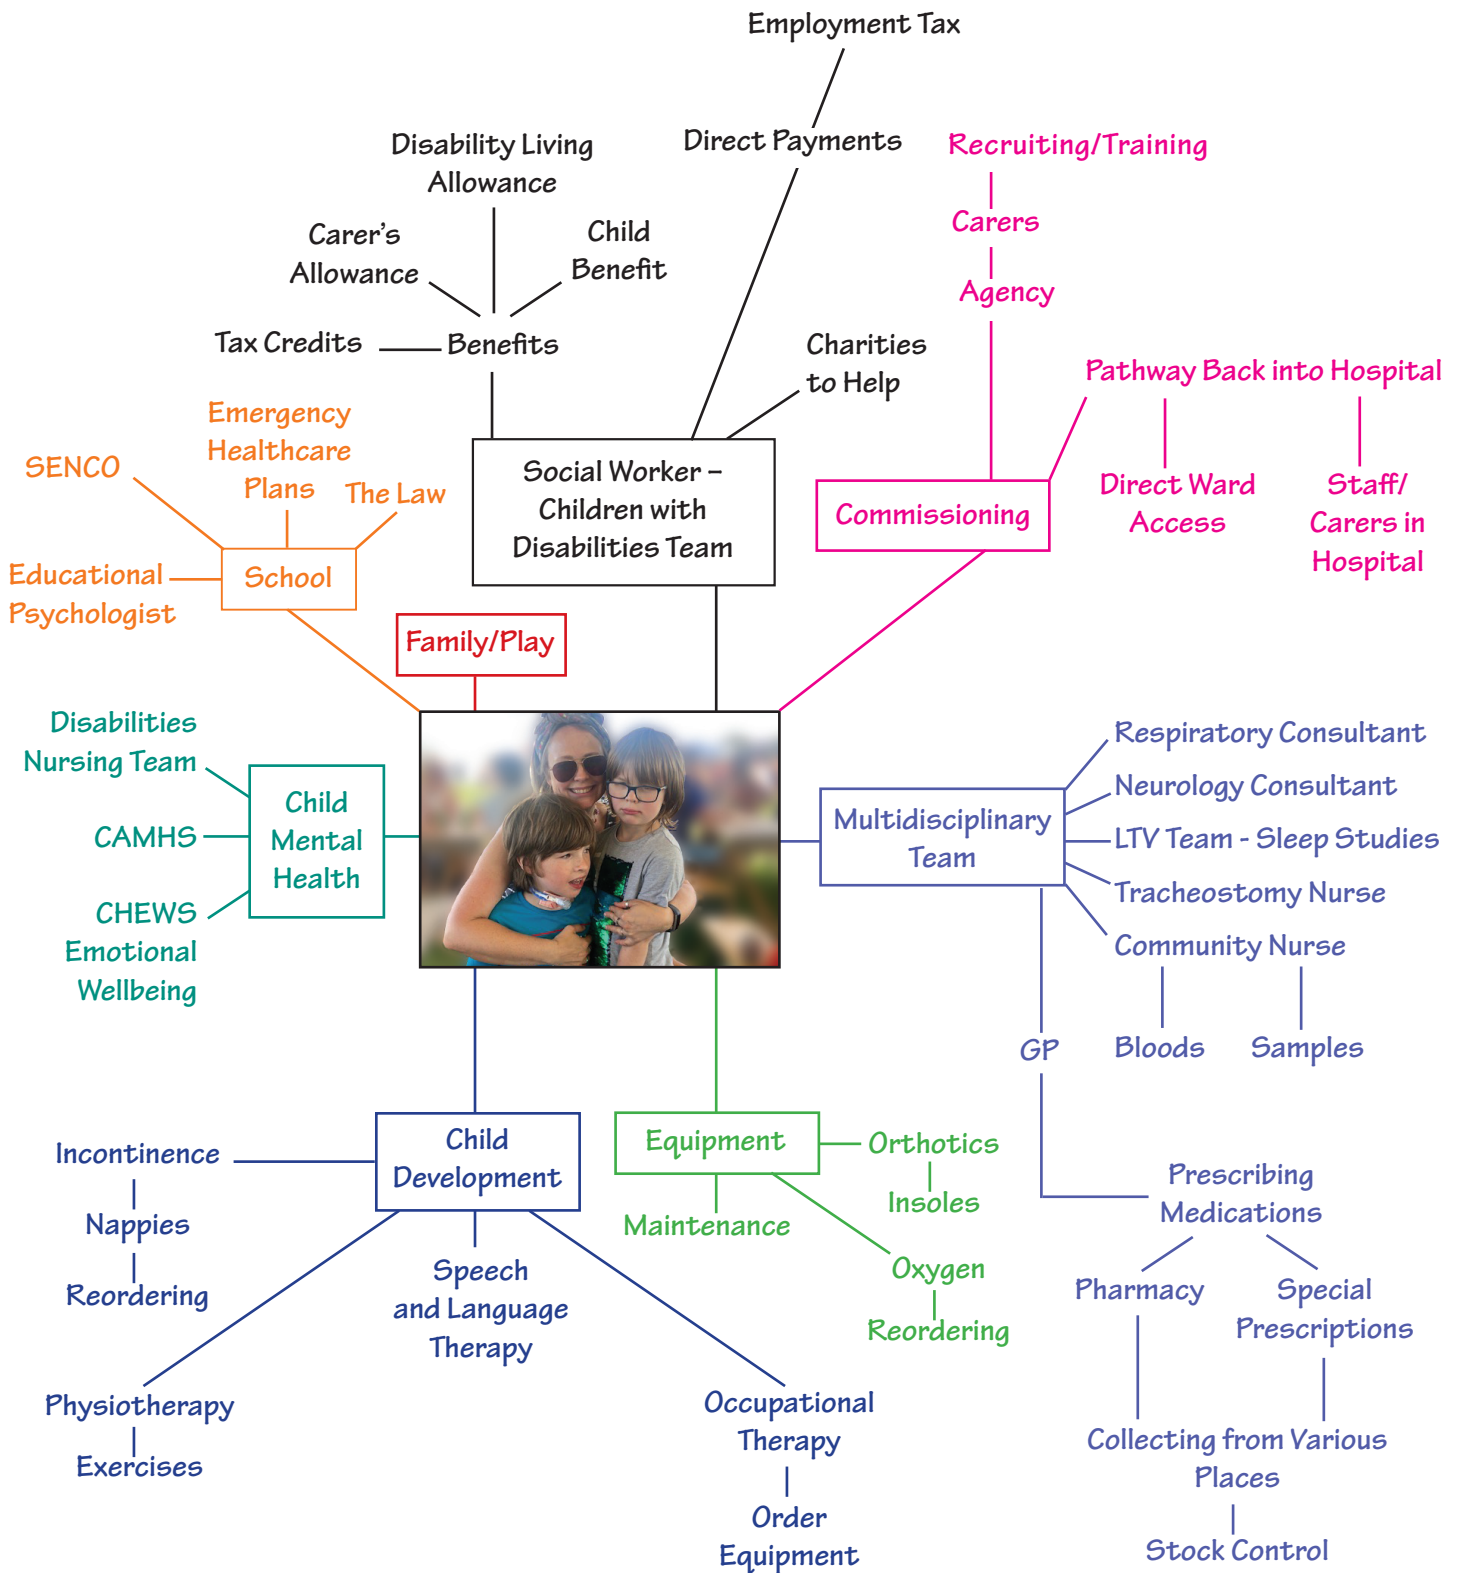 Employment Tax
Direct Payments
Disability Living
Allowance
Carer's
Allowance
Child
Benefit
Tax Credits
Benefits
Charities
to Help
Social Worker –
Children with
Disabilities Team
Recruiting/Training
Carers
Agency
Pathway Back into Hospital
Direct Ward
Access
Staff/
Carers in
Hospital
Commissioning
SENCO
Emergency
Healthcare
Plans
The Law
Educational
Psychologist
School
Family/Play
Disabilities
Nursing Team
CAMHS
CHEWS
Emotional
Wellbeing
Child
Mental
Health
Multidisciplinary
Team
Respiratory Consultant
Neurology Consultant
LTV Team - Sleep Studies
Tracheostomy Nurse
Community Nurse
Bloods
Samples
GP
Prescribing
Medications
Pharmacy
Special
Prescriptions
Collecting from Various
Places
Stock Control
Child
Development
Incontinence
Nappies
Reordering
Physiotherapy
Exercises
Speech
and Language
Therapy
Occupational
Therapy
Order
Equipment
Equipment
Maintenance
Orthotics
Insoles
Oxygen
Reordering